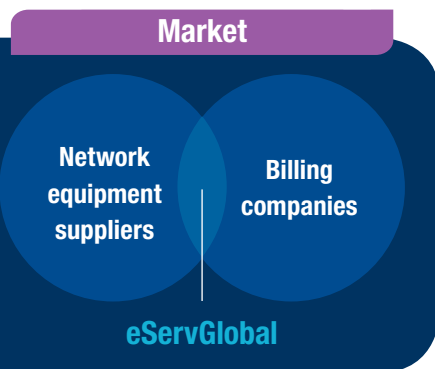 Market
Network
equipment
suppliers
Billing
companies
eServGlobal